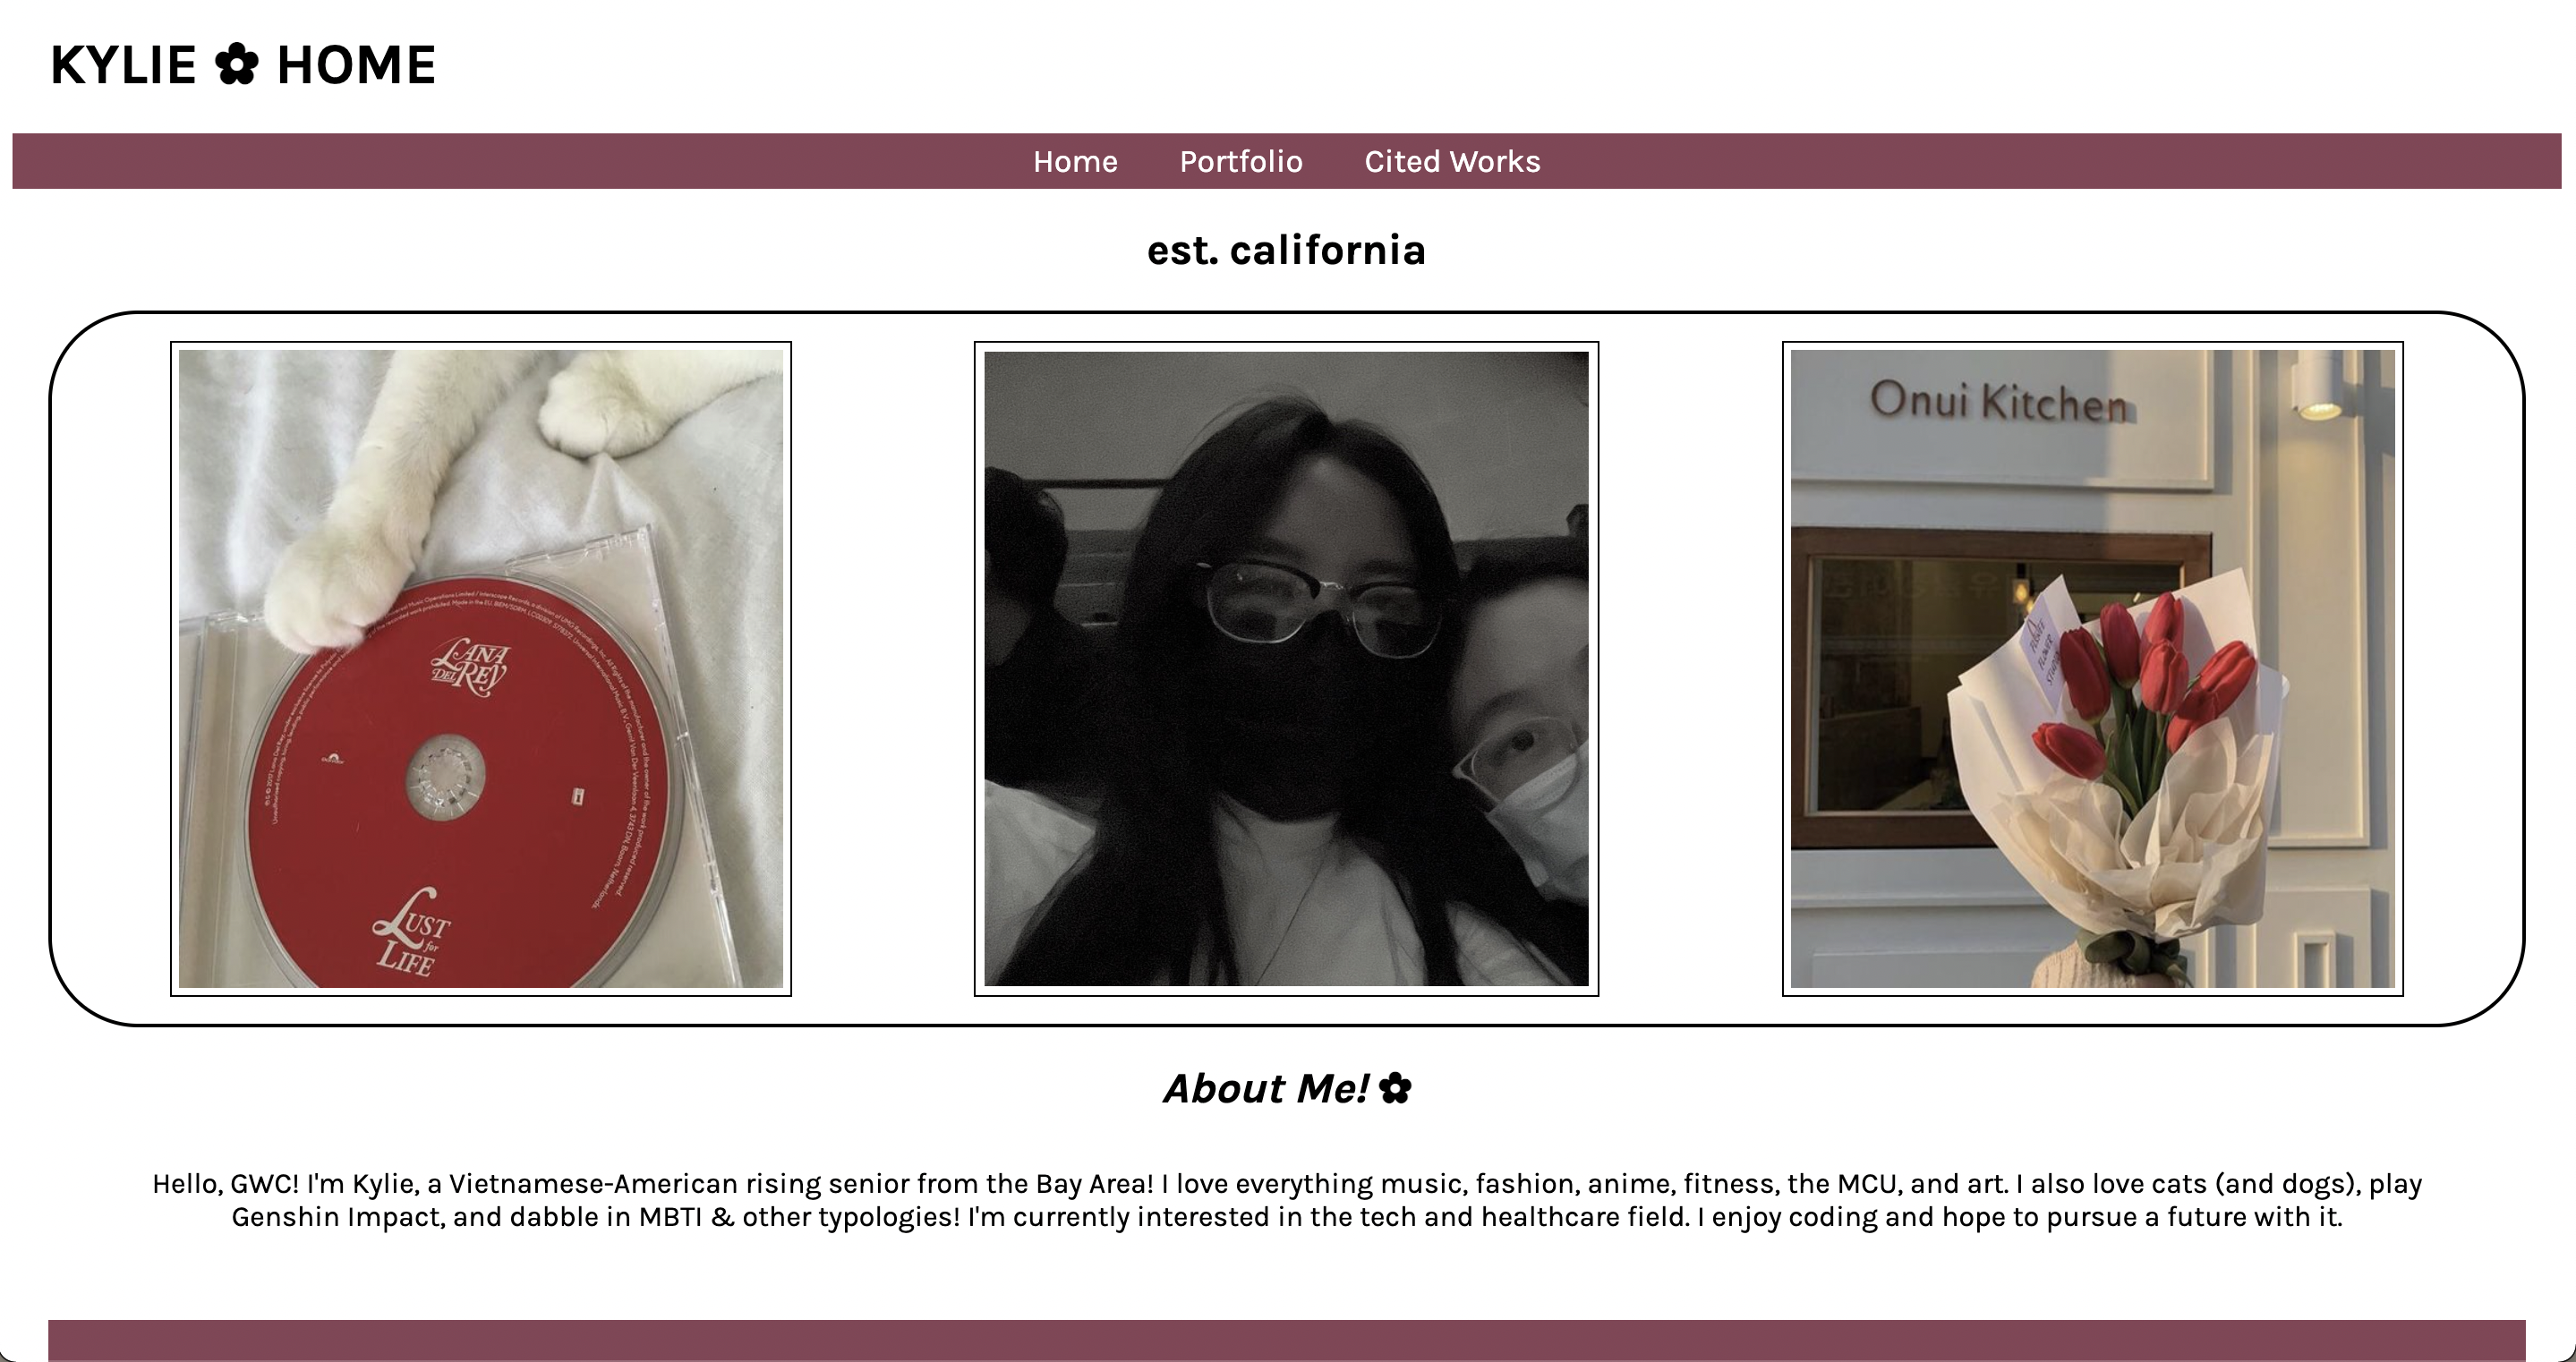 KYLIE ✿ HOME
Home Portfolio Cited Works
est. california
LANA
DEL REY
LUST
for
LIFE
Onui Kitchen
About Me! ✿
Hello, GWC! I'm Kylie, a Vietnamese-American rising senior from the Bay Area! I love everything music, fashion, anime, fitness, the MCU, and art. I also love cats (and dogs), play
Genshin Impact, and dabble in MBTI & other typologies! I'm currently interested in the tech and healthcare field. I enjoy coding and hope to pursue a future with it.